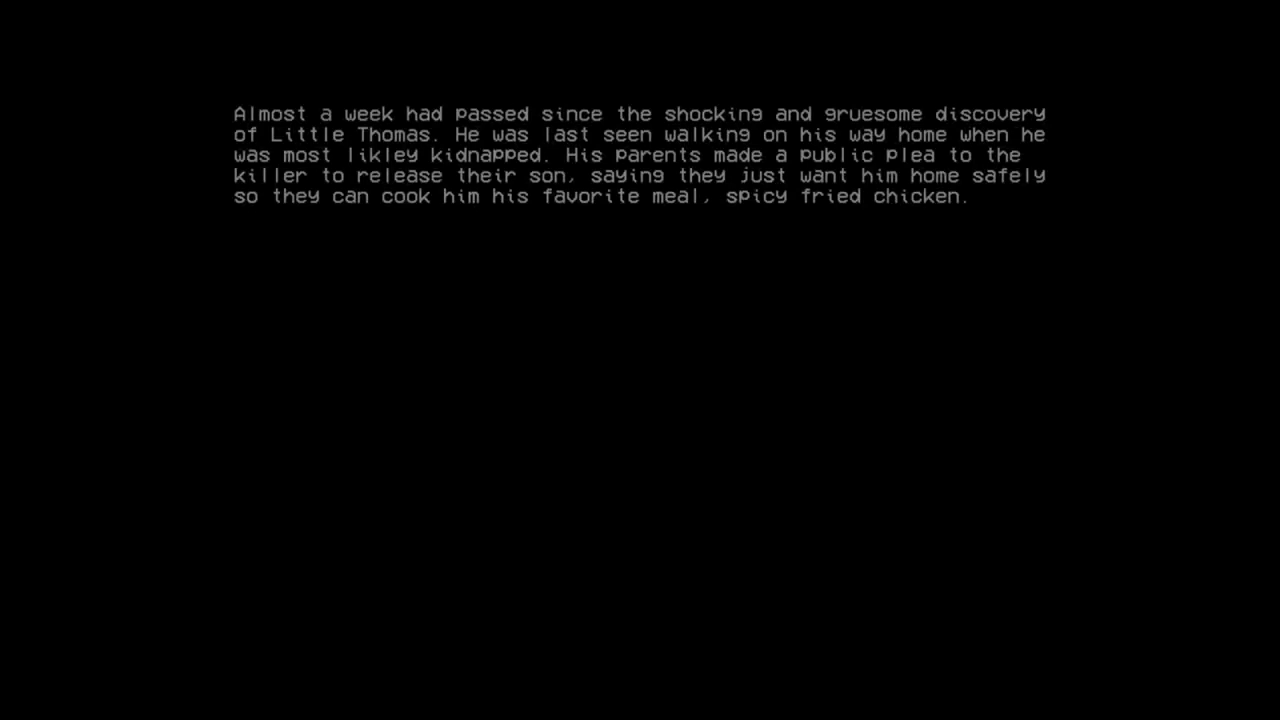 Almost a week had passed since the shocking and gruesome discovery
of Little Thomas. He was last seen walking on his way home when he
was most likley kidnapped. His parents made a public plea to the
killer to release their son, saying they just want him home safely
so they can cook him his favorite meal, spicy fried chicken.